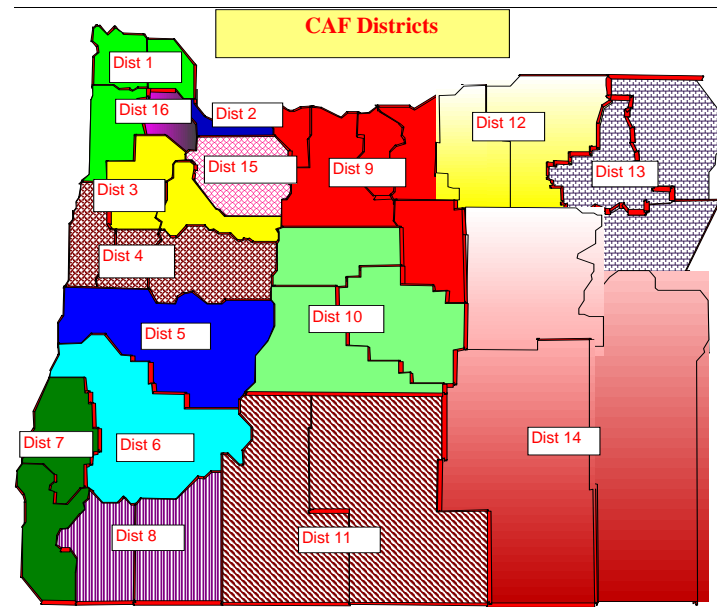 CAF Districts
Dist 1
Dist 16
Dist 2
Dist 12
Dist 15
Dist 9
Dist 13
Dist 3
Dist 4
Dist 5
Dist 10
Dist 7
Dist 6
Dist 14
Dist 8
Dist 11